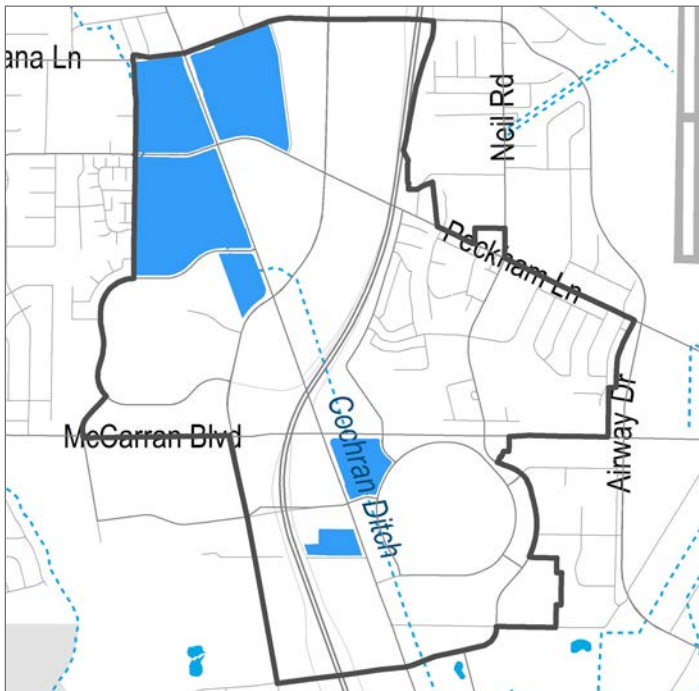 ana Ln
Neil Rd
Peckham Ln
McCarran Blvd
Airway Dr
Cochran Ditch